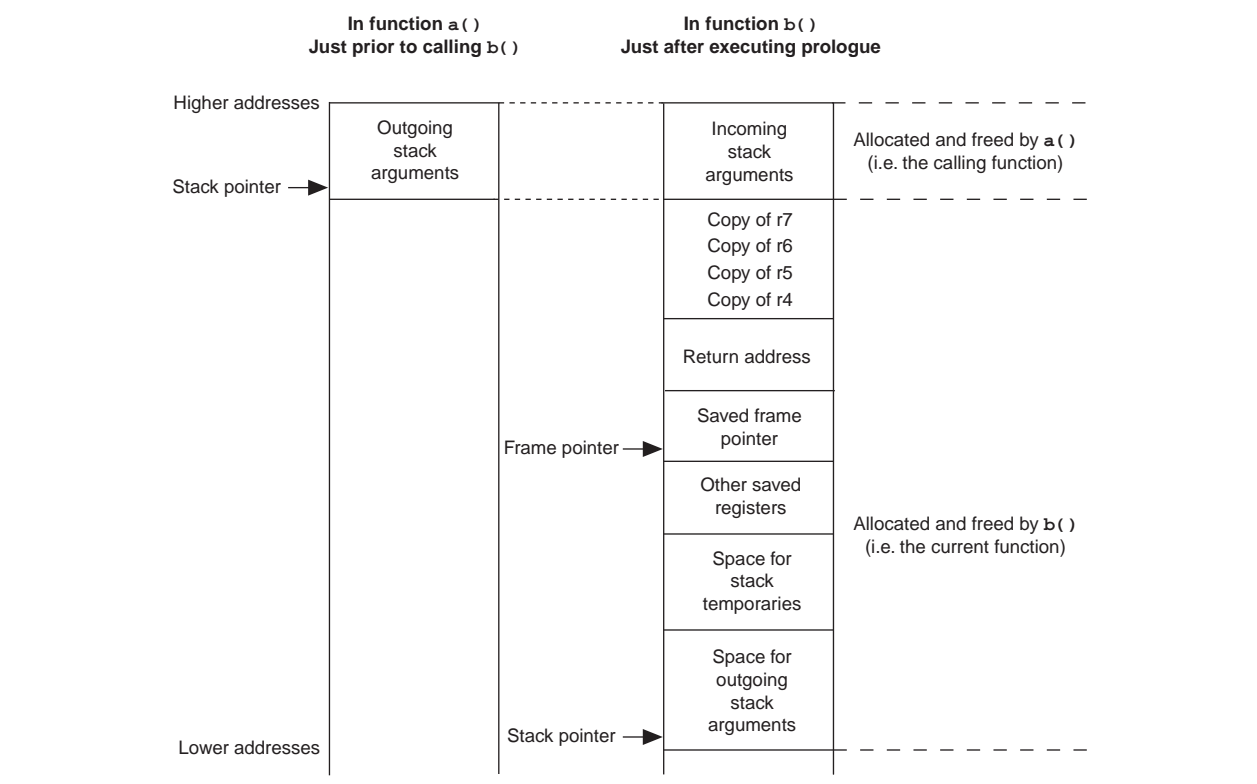 In function a()
Just prior to calling b()
In function b()
Just after executing prologue
Higher addresses
Outgoing
stack
arguments
Incoming
stack
arguments
Allocated and freed by a()
(i.e. the calling function)
Stack pointer
Copy of r7
Copy of r6
Copy of r5
Copy of r4
Return address
Saved frame
pointer
Frame pointer
Other saved
registers
Allocated and freed by b()
(i.e. the current function)
Space for
stack
temporaries
Space for
outgoing
stack
arguments
Stack pointer
Lower addresses